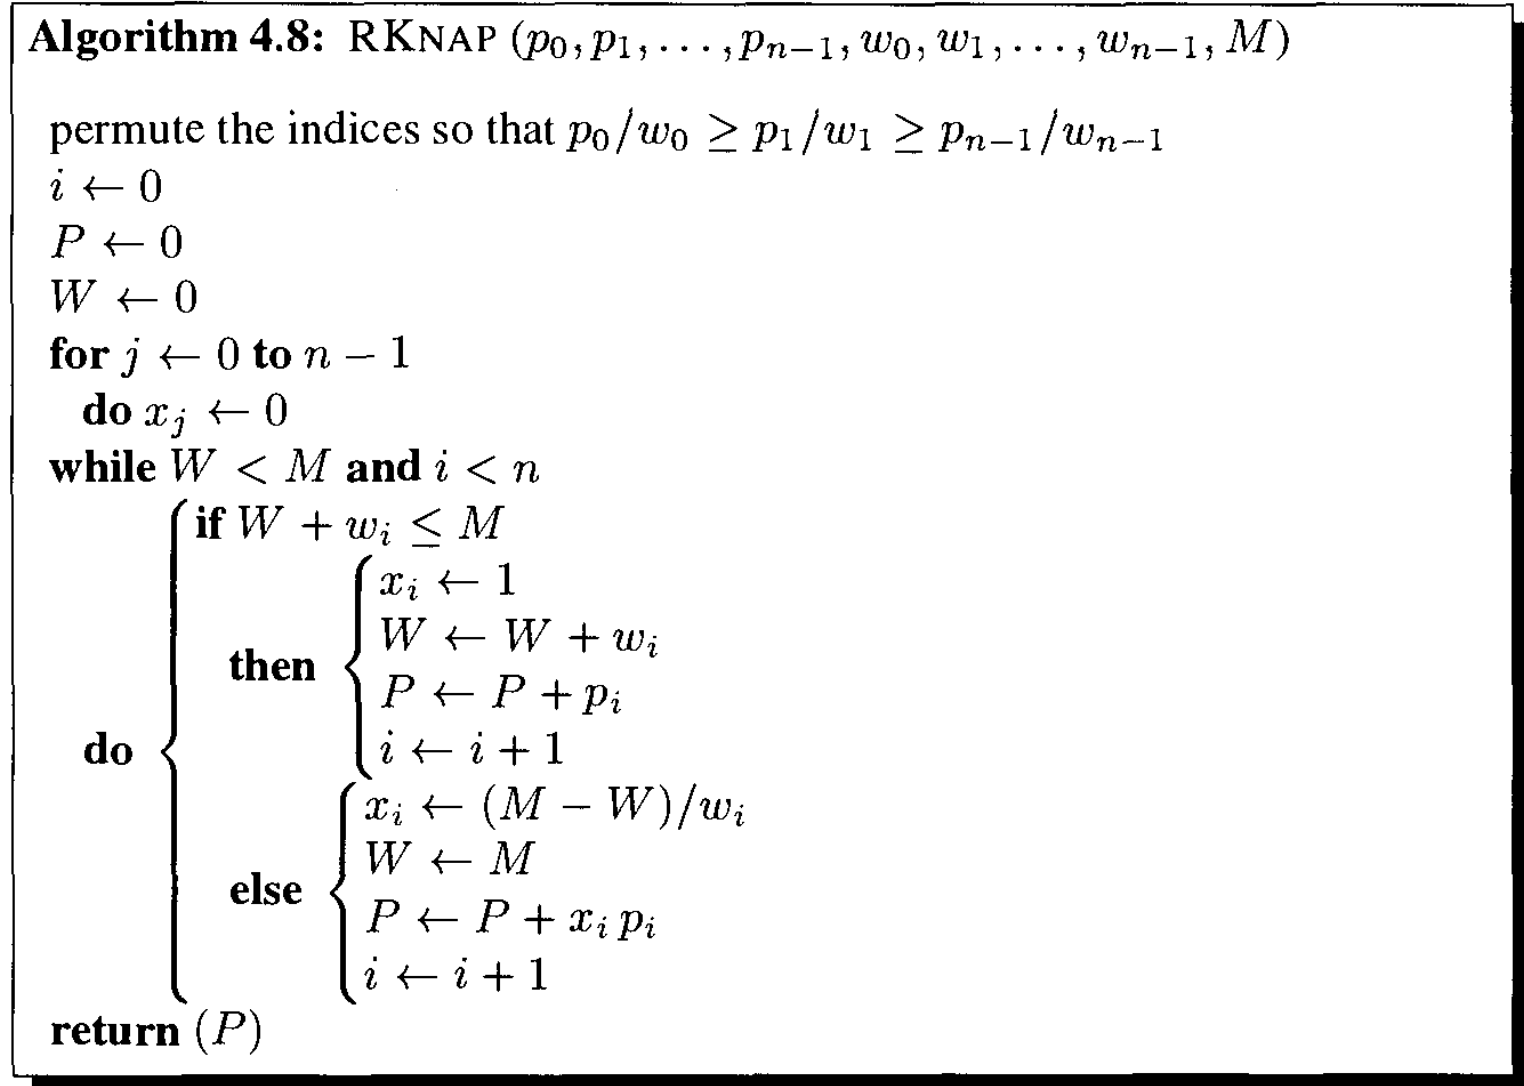 Algorithm 4.8: RKNAP (p₀, p₁, . . . , pₙ₋₁, w₀, w₁, . . . , wₙ₋₁, M)
permute the indices so that p₀/w₀ ≥ p₁/w₁ ≥ pₙ₋₁/wₙ₋₁
i ← 0
P ← 0
W ← 0
for j ← 0 to n − 1
do xⱼ ← 0
while W < M and i < n
if W + wᵢ ≤ M
xᵢ ← 1
W ← W + wᵢ
then
P ← P + pᵢ
i ← i + 1
do
xᵢ ← (M − W)/wᵢ
W ← M
else
P ← P + xᵢ pᵢ
i ← i + 1
return (P)